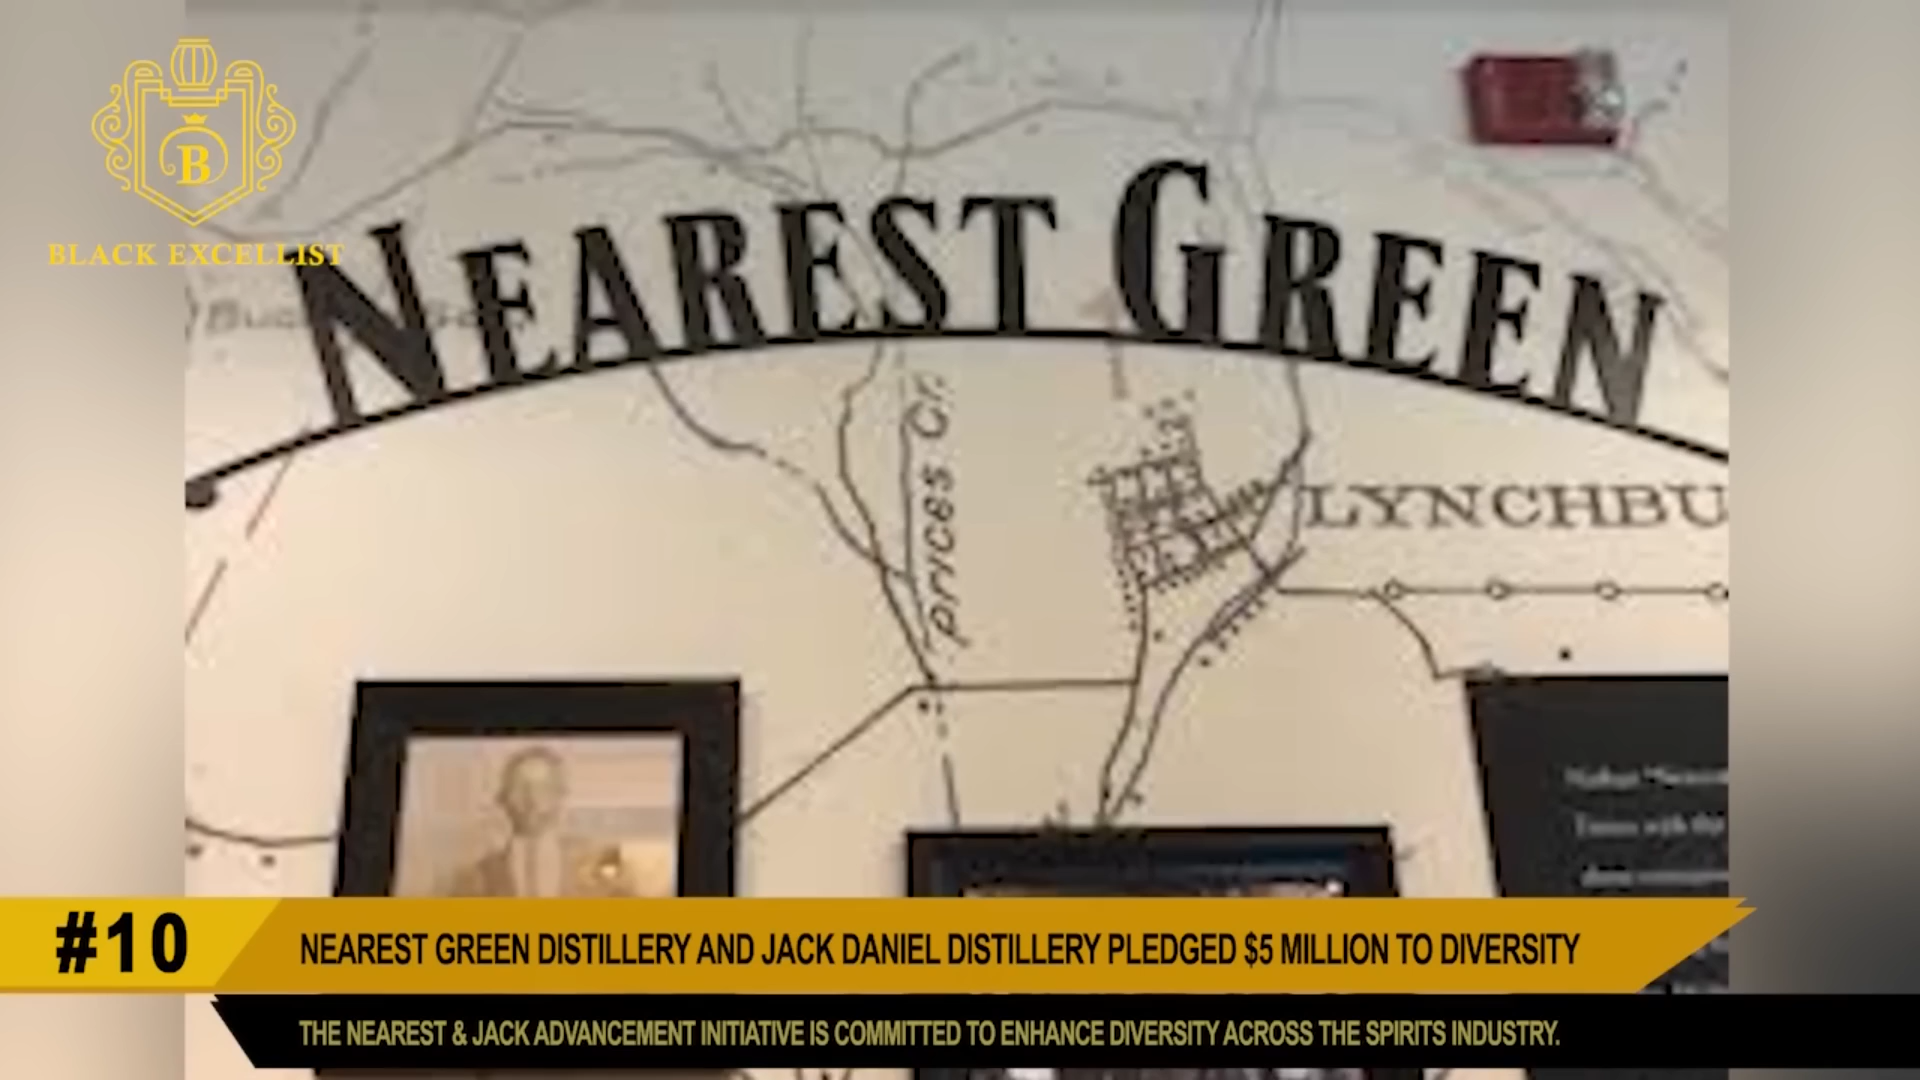 B
BLACK EXCELLIST
NEAREST GREEN
Pryces Cr.
LYNCHBU
#10
NEAREST GREEN DISTILLERY AND JACK DANIEL DISTILLERY PLEDGED $5 MILLION TO DIVERSITY
THE NEAREST & JACK ADVANCEMENT INITIATIVE IS COMMITTED TO ENHANCE DIVERSITY ACROSS THE SPIRITS INDUSTRY.